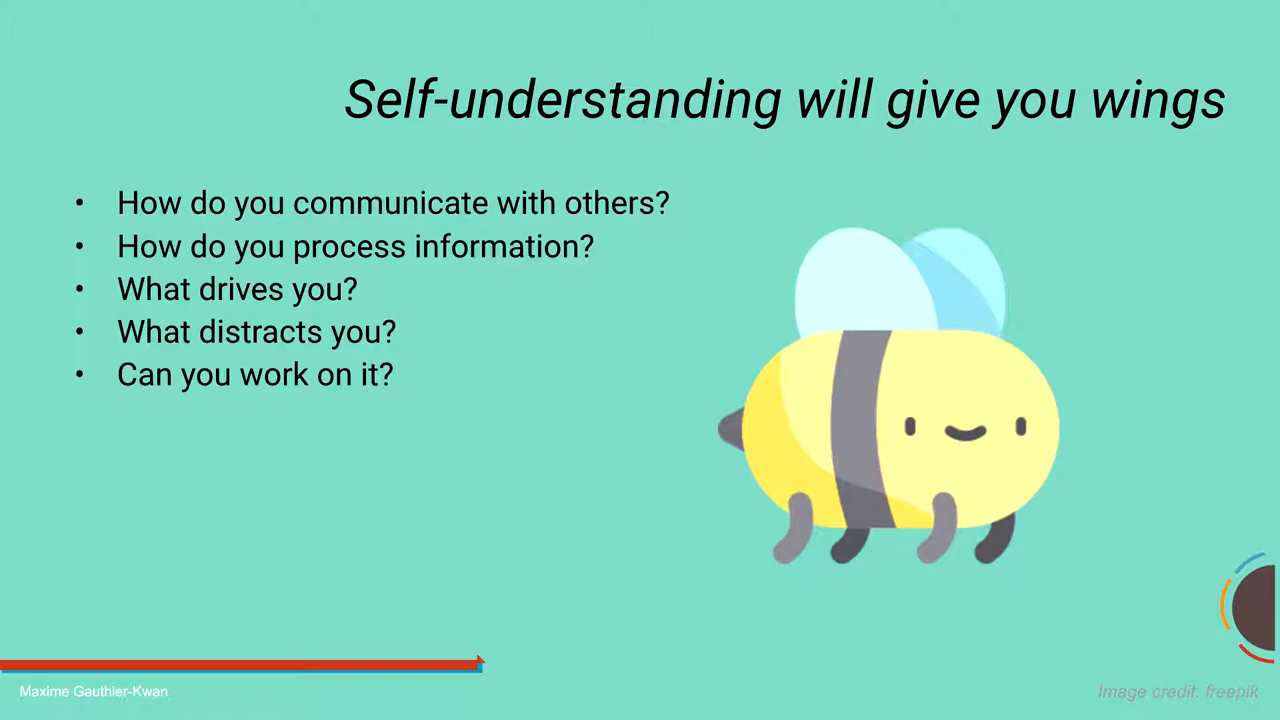 Self-understanding will give you wings
• How do you communicate with others?
• How do you process information?
• What drives you?
• What distracts you?
• Can you work on it?
Maxime Gauthier-Kwan
Image credit: freepik